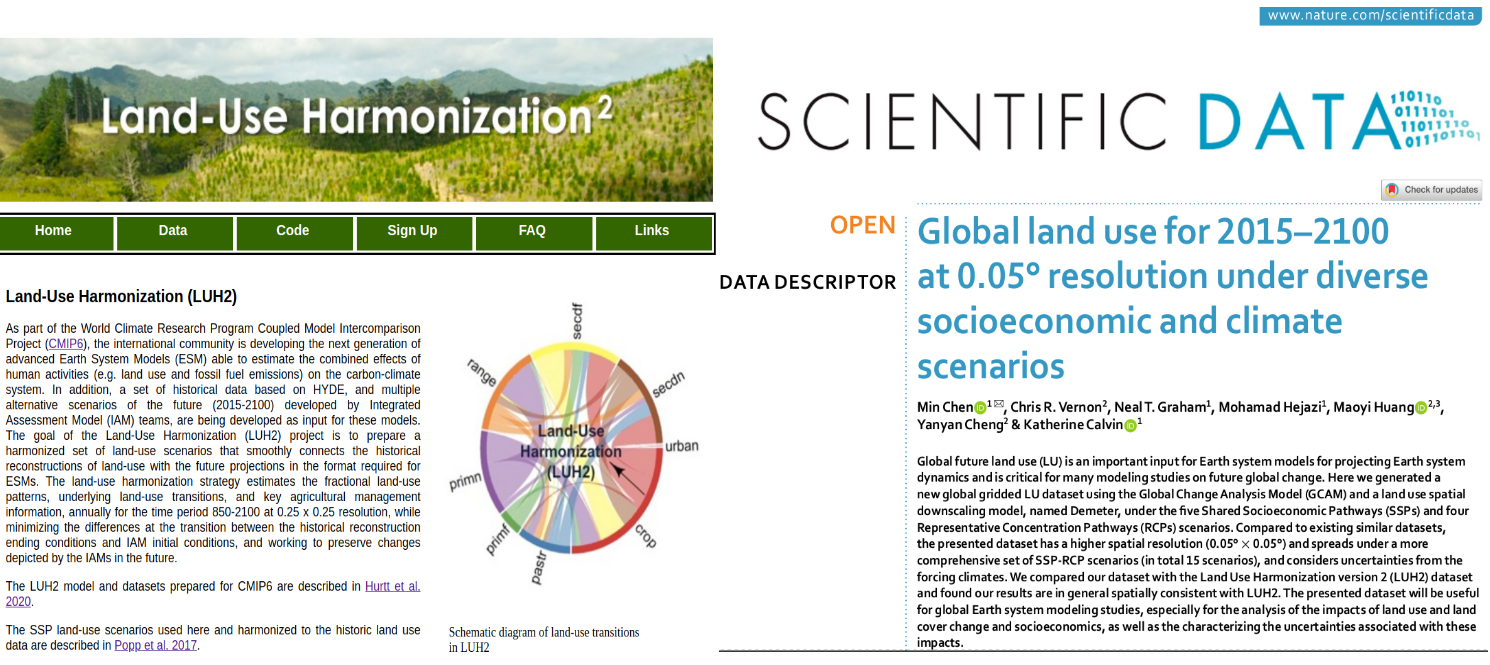 www.nature.com/scientificdata
Land-Use Harmonization²
Home Data Code Sign Up FAQ Links
Land-Use Harmonization (LUH2)
As part of the World Climate Research Program Coupled Model Intercomparison
Project (CMIP6), the international community is developing the next generation of
advanced Earth System Models (ESM) able to estimate the combined effects of
human activities (e.g. land use and fossil fuel emissions) on the carbon-climate
system. In addition, a set of historical data based on HYDE, and multiple
alternative scenarios of the future (2015-2100) developed by Integrated
Assessment Model (IAM) teams, are being developed as input for these models.
The goal of the Land-Use Harmonization (LUH2) project is to prepare a
harmonized set of land-use scenarios that smoothly connects the historical
reconstructions of land-use with the future projections in the format required for
ESMs. The land-use harmonization strategy estimates the fractional land-use
patterns, underlying land-use transitions, and key agricultural management
information, annually for the time period 850-2100 at 0.25 x 0.25 resolution, while
minimizing the differences at the transition between the historical reconstruction
ending conditions and IAM initial conditions, and working to preserve changes
depicted by the IAMs in the future.
The LUH2 model and datasets prepared for CMIP6 are described in Hurtt et al.
2020.
The SSP land-use scenarios used here and harmonized to the historic land use
data are described in Popp et al. 2017.
secdf
secdn
urban
crop
pastr
primf
primn
range
Land-Use
Harmonization
(LUH2)
Schematic diagram of land-use transitions
in LUH2
SCIENTIFIC DATA
110110
0111101
11011110
011101101
Check for updates
OPEN
DATA DESCRIPTOR
Global land use for 2015–2100
at 0.05° resolution under diverse
socioeconomic and climate
scenarios
Min Chen iD 1 ✉, Chris R. Vernon2, Neal T. Graham1, Mohamad Hejazi1, Maoyi Huang iD 2,3,
Yanyan Cheng2 & Katherine Calvin iD 1
Global future land use (LU) is an important input for Earth system models for projecting Earth system
dynamics and is critical for many modeling studies on future global change. Here we generated a
new global gridded LU dataset using the Global Change Analysis Model (GCAM) and a land use spatial
downscaling model, named Demeter, under the five Shared Socioeconomic Pathways (SSPs) and four
Representative Concentration Pathways (RCPs) scenarios. Compared to existing similar datasets,
the presented dataset has a higher spatial resolution (0.05° × 0.05°) and spreads under a more
comprehensive set of SSP-RCP scenarios (in total 15 scenarios), and considers uncertainties from the
forcing climates. We compared our dataset with the Land Use Harmonization version 2 (LUH2) dataset
and found our results are in general spatially consistent with LUH2. The presented dataset will be useful
for global Earth system modeling studies, especially for the analysis of the impacts of land use and land
cover change and socioeconomics, as well as the characterizing the uncertainties associated with these
impacts.